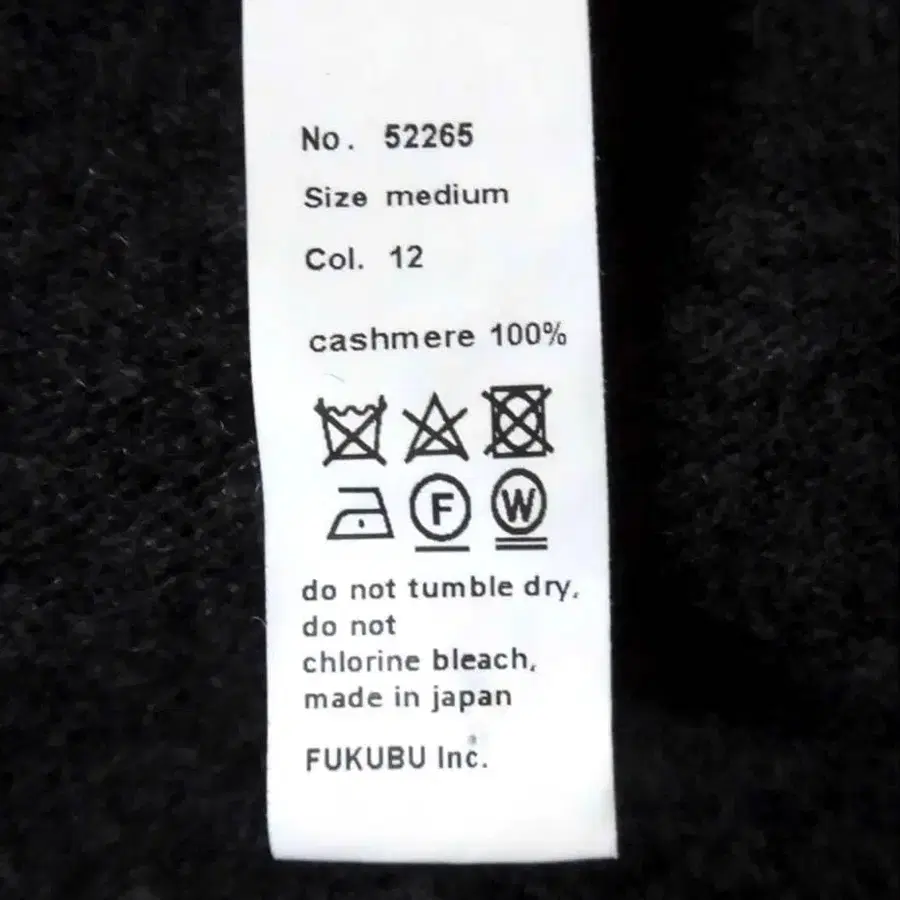 No. 52265
Size medium
Col. 12
cashmere 100%
F W
do not tumble dry,
do not
chlorine bleach,
made in japan
FUKUBU Inc.